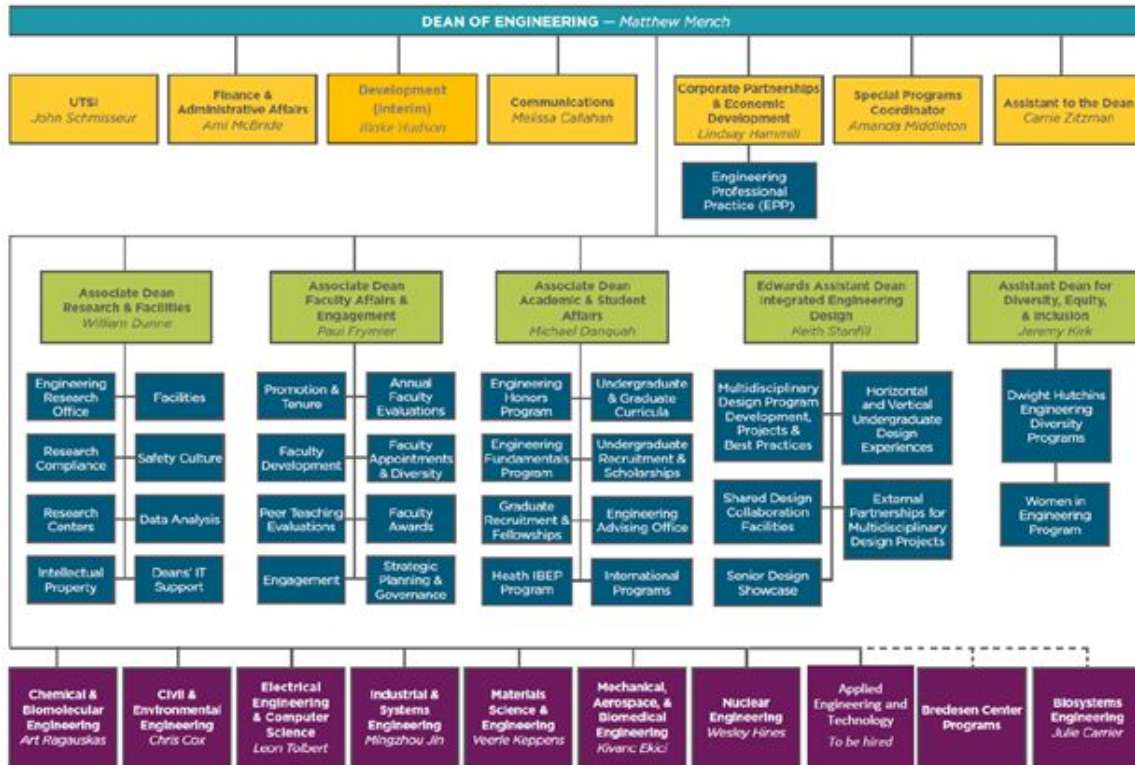 DEAN OF ENGINEERING — Matthew Mench
UTSI
John Schmisseur
Finance &
Administrative Affairs
Ami McBride
Development
(Interim)
Blake Hudson
Communications
Melissa Callahan
Corporate Partnerships
& Economic
Development
Lindsay Hammill
Special Programs
Coordinator
Amanda Middleton
Assistant to the Dean
Carrie Zitzman
Engineering
Professional
Practice (EPP)
Associate Dean
Research & Facilities
William Dunne
Associate Dean
Faculty Affairs &
Engagement
Paul Frymier
Associate Dean
Academic & Student
Affairs
Michael Danquah
Edwards Assistant Dean
Integrated Engineering
Design
Keith Stanfill
Assistant Dean for
Diversity, Equity,
& Inclusion
Jeremy Kirk
Engineering
Research Office
Facilities
Research
Compliance
Safety Culture
Research
Centers
Data Analysis
Intellectual
Property
Deans' IT
Support
Promotion &
Tenure
Annual
Faculty
Evaluations
Faculty
Development
Faculty
Appointments
& Diversity
Peer Teaching
Evaluations
Faculty
Awards
Engagement
Strategic
Planning &
Governance
Engineering
Honors
Program
Undergraduate
& Graduate
Curricula
Engineering
Fundamentals
Program
Undergraduate
Recruitment &
Scholarships
Graduate
Recruitment &
Fellowships
Engineering
Advising Office
Heath IBEP
Program
International
Programs
Multidisciplinary
Design Program
Development,
Projects &
Best Practices
Horizontal
and Vertical
Undergraduate
Design
Experiences
Shared Design
Collaboration
Facilities
External
Partnerships for
Multidisciplinary
Design Projects
Senior Design
Showcase
Dwight Hutchins
Engineering
Diversity
Programs
Women in
Engineering
Program
Chemical &
Biomolecular
Engineering
Art Ragauskas
Civil &
Environmental
Engineering
Chris Cox
Electrical
Engineering
& Computer
Science
Leon Tolbert
Industrial &
Systems
Engineering
Mingzhou Jin
Materials
Science &
Engineering
Veerle Keppens
Mechanical,
Aerospace, &
Biomedical
Engineering
Kivanc Ekici
Nuclear
Engineering
Wesley Hines
Applied
Engineering and
Technology
To be hired
Bredesen Center
Programs
Biosystems
Engineering
Julie Carrier